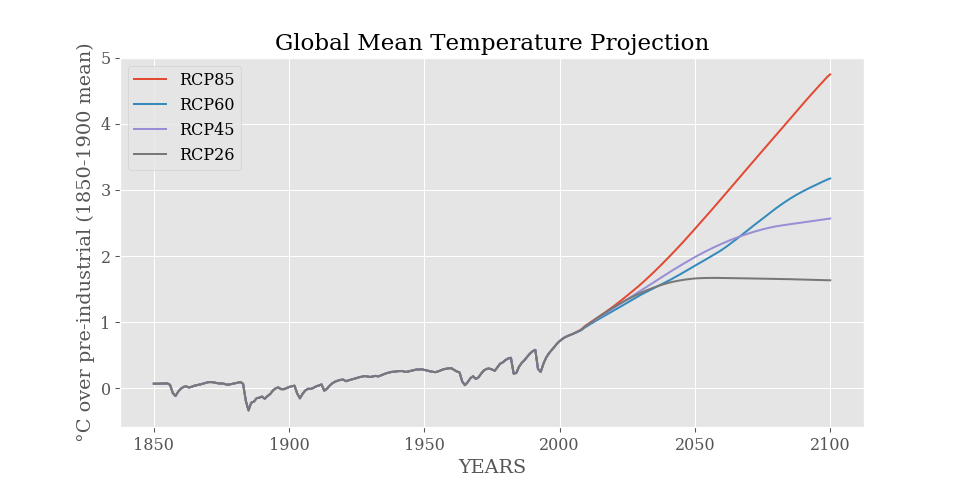 Global Mean Temperature Projection
°C over pre-industrial (1850-1900 mean)
5
4
3
2
1
0
RCP85
RCP60
RCP45
RCP26
1850 1900 1950 2000 2050 2100
YEARS